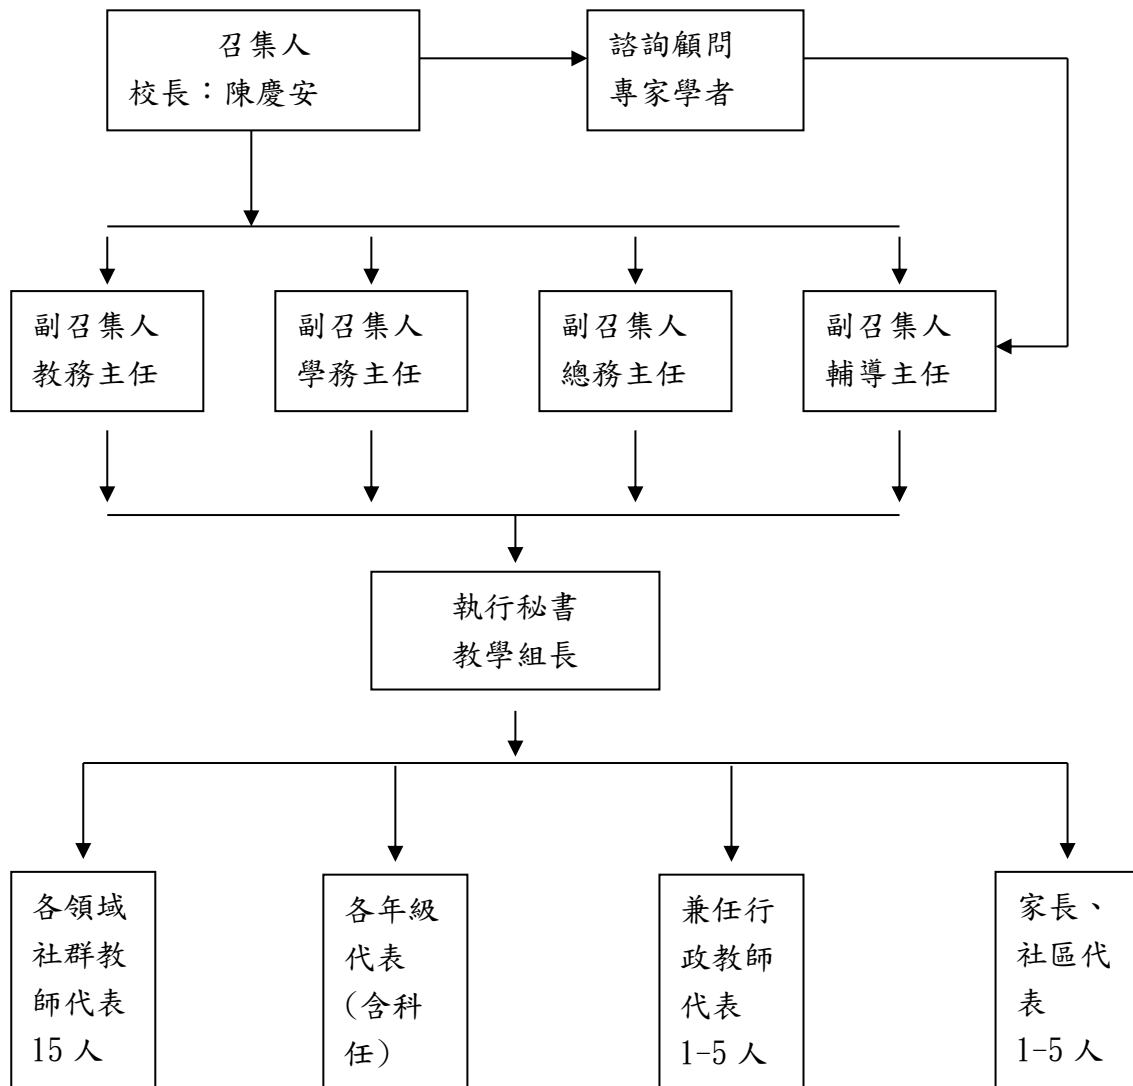 召集人
校長：陳慶安
諮詢顧問
專家學者
副召集人
教務主任
副召集人
學務主任
副召集人
總務主任
副召集人
輔導主任
執行秘書
教學組長
各領域
社群教
師代表
15 人
各年級
代表
(含科
任)
兼任行
政教師
代表
1-5 人
家長、
社區代
表
1-5 人